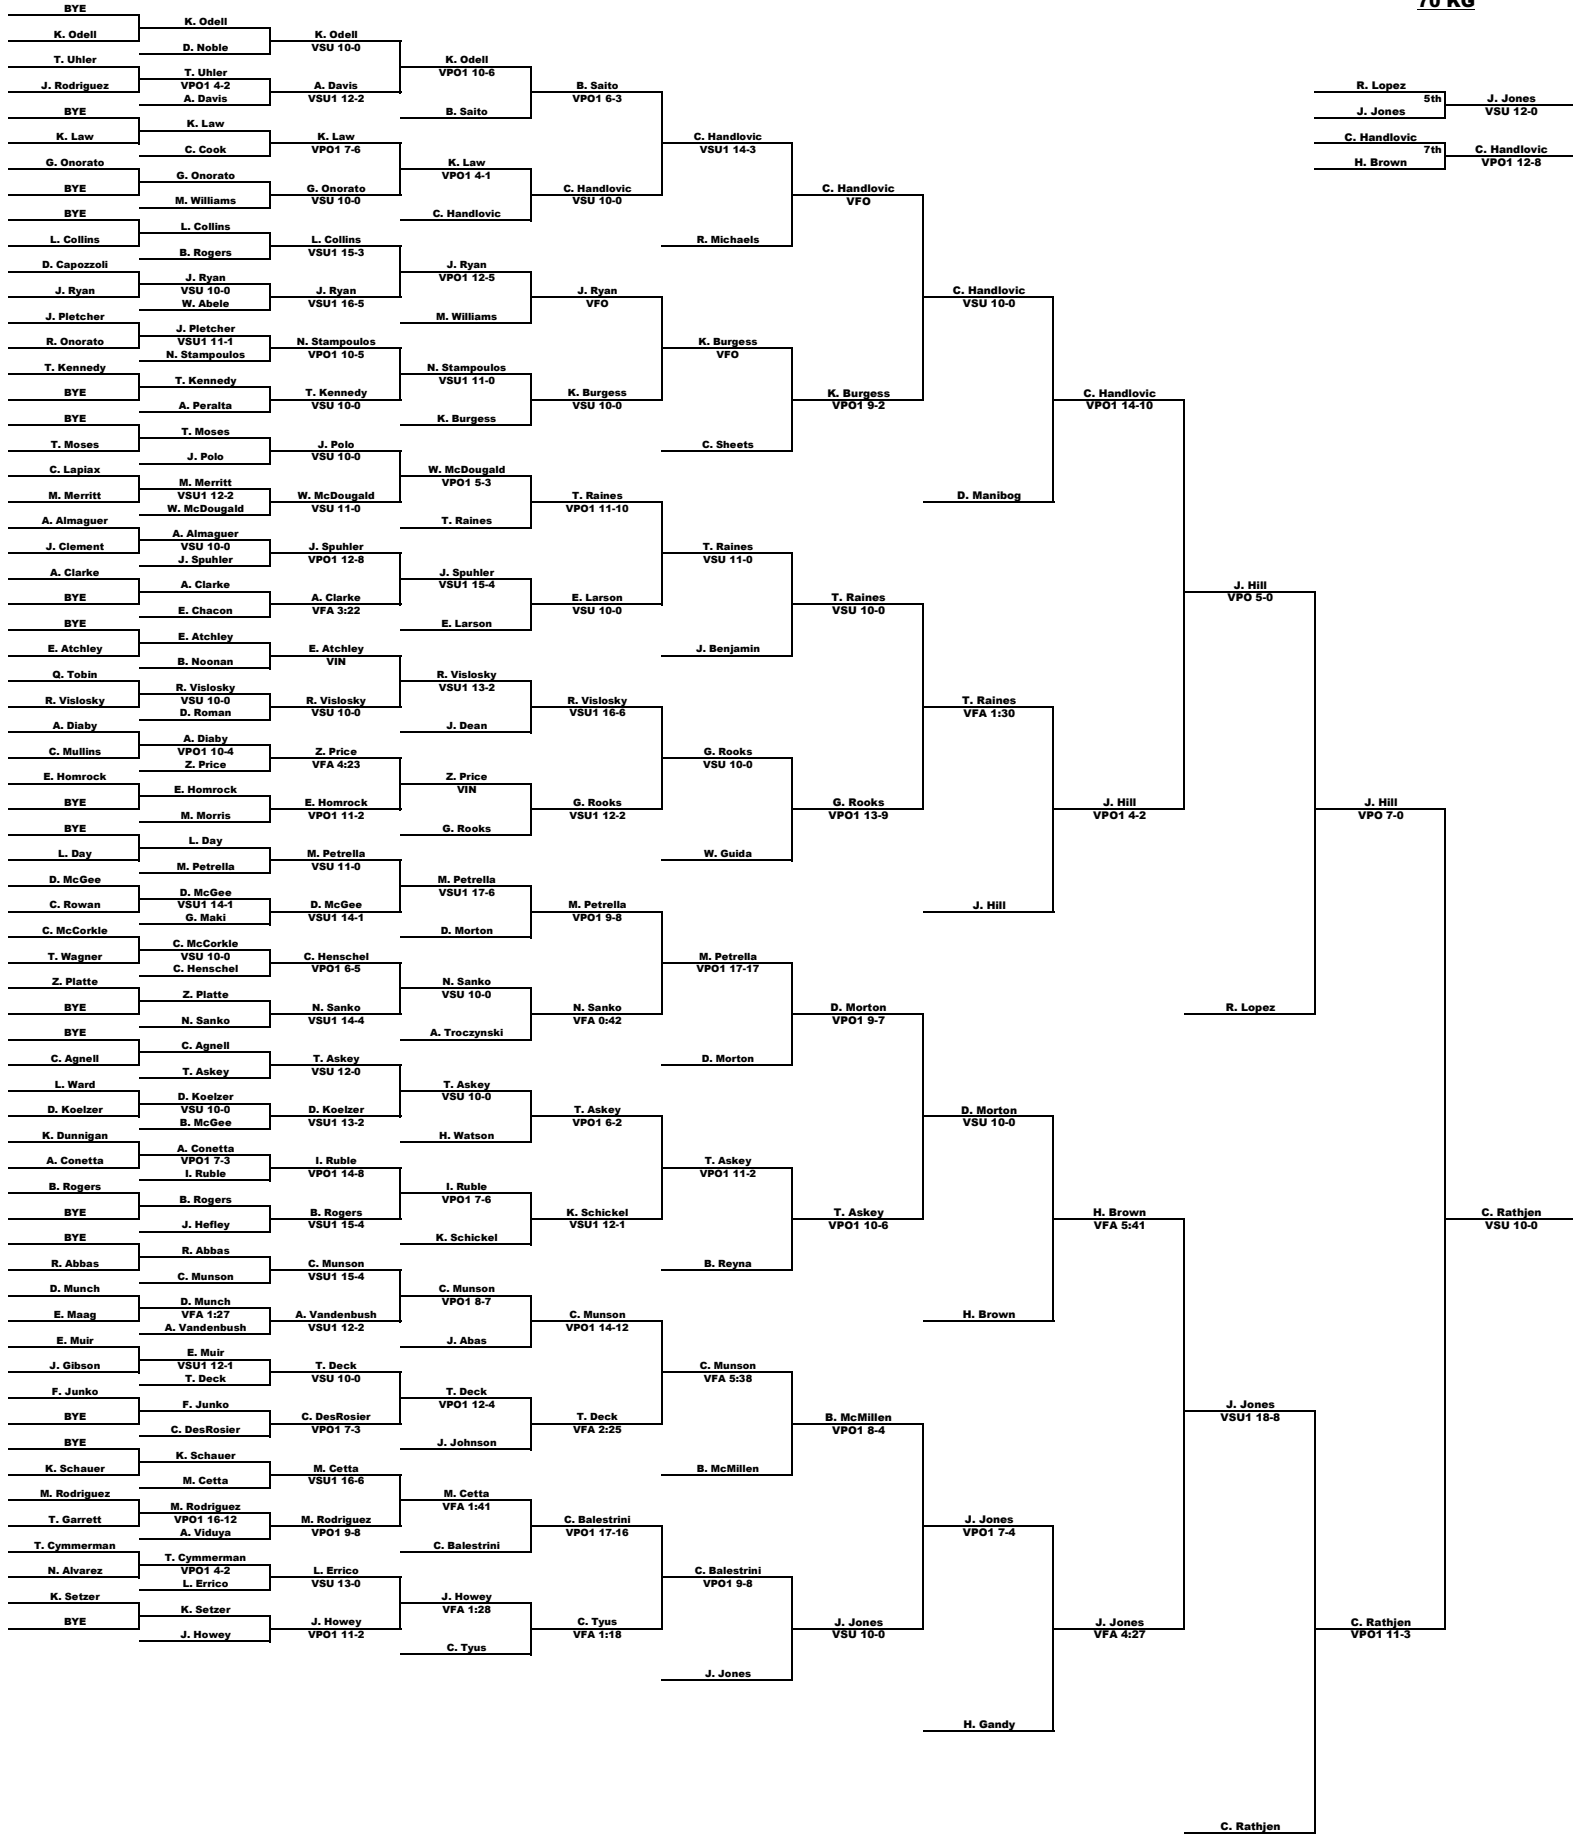 70 KG
BYE
K. Odell
T. Uhler
J. Rodriguez
BYE
K. Law
G. Onorato
BYE
BYE
L. Collins
D. Capozzoli
J. Ryan
J. Pletcher
R. Onorato
T. Kennedy
BYE
BYE
T. Moses
C. Lapiax
M. Merritt
A. Almaguer
J. Clement
A. Clarke
BYE
BYE
E. Atchley
Q. Tobin
R. Vislosky
A. Diaby
C. Mullins
E. Homrock
BYE
BYE
L. Day
D. McGee
C. Rowan
C. McCorkle
T. Wagner
Z. Platte
BYE
BYE
C. Agnell
L. Ward
D. Koelzer
K. Dunnigan
A. Conetta
B. Rogers
BYE
BYE
R. Abbas
D. Munch
E. Maag
E. Muir
J. Gibson
F. Junko
BYE
BYE
K. Schauer
M. Rodriguez
T. Garrett
T. Cymmerman
N. Alvarez
K. Setzer
BYE
K. Odell
D. Noble
T. Uhler
VPO1 4-2
A. Davis
K. Law
C. Cook
G. Onorato
M. Williams
L. Collins
B. Rogers
J. Ryan
VSU 10-0
W. Abele
J. Pletcher
VSU1 11-1
N. Stampoulos
T. Kennedy
A. Peralta
T. Moses
J. Polo
M. Merritt
VSU1 12-2
W. McDougald
A. Almaguer
VSU 10-0
J. Spuhler
A. Clarke
E. Chacon
E. Atchley
B. Noonan
R. Vislosky
VSU 10-0
D. Roman
A. Diaby
VPO1 10-4
Z. Price
E. Homrock
M. Morris
L. Day
M. Petrella
D. McGee
VSU1 14-1
G. Maki
C. McCorkle
VSU 10-0
C. Henschel
Z. Platte
N. Sanko
C. Agnell
T. Askey
D. Koelzer
VSU 10-0
B. McGee
A. Conetta
VPO1 7-3
I. Ruble
B. Rogers
J. Hefley
R. Abbas
C. Munson
D. Munch
VFA 1:27
A. Vandenbush
E. Muir
VSU1 12-1
T. Deck
F. Junko
C. DesRosier
K. Schauer
M. Cetta
M. Rodriguez
VPO1 16-12
A. Viduya
T. Cymmerman
VPO1 4-2
L. Errico
K. Setzer
J. Howey
K. Odell
VSU 10-0
A. Davis
VSU1 12-2
K. Law
VPO1 7-6
G. Onorato
VSU 10-0
L. Collins
VSU1 15-3
J. Ryan
VSU1 16-5
N. Stampoulos
VPO1 10-5
T. Kennedy
VSU 10-0
J. Polo
VSU 10-0
W. McDougald
VSU 11-0
J. Spuhler
VPO1 12-8
A. Clarke
VFA 3:22
E. Atchley
VIN
R. Vislosky
VSU 10-0
Z. Price
VFA 4:23
E. Homrock
VPO1 11-2
M. Petrella
VSU 11-0
D. McGee
VSU1 14-1
C. Henschel
VPO1 6-5
N. Sanko
VSU1 14-4
T. Askey
VSU 12-0
D. Koelzer
VSU1 13-2
I. Ruble
VPO1 14-8
B. Rogers
VSU1 15-4
C. Munson
VSU1 15-4
A. Vandenbush
VSU1 12-2
T. Deck
VSU 10-0
C. DesRosier
VPO1 7-3
M. Cetta
VSU1 16-6
M. Rodriguez
VPO1 9-8
L. Errico
VSU 13-0
J. Howey
VPO1 11-2
K. Odell
VPO1 10-6
B. Saito
K. Law
VPO1 4-1
C. Handlovic
J. Ryan
VPO1 12-5
M. Williams
N. Stampoulos
VSU1 11-0
K. Burgess
W. McDougald
VPO1 5-3
T. Raines
J. Spuhler
VSU1 15-4
E. Larson
R. Vislosky
VSU1 13-2
J. Dean
Z. Price
VIN
G. Rooks
M. Petrella
VSU1 17-6
D. Morton
N. Sanko
VSU 10-0
A. Troczynski
T. Askey
VSU 10-0
H. Watson
I. Ruble
VPO1 7-6
K. Schickel
C. Munson
VPO1 8-7
J. Abas
T. Deck
VPO1 12-4
J. Johnson
M. Cetta
VFA 1:41
C. Balestrini
J. Howey
VFA 1:28
C. Tyus
B. Saito
VPO1 6-3
C. Handlovic
VSU 10-0
J. Ryan
VFO
K. Burgess
VSU 10-0
T. Raines
VPO1 11-10
E. Larson
VSU 10-0
R. Vislosky
VSU1 16-6
G. Rooks
VSU1 12-2
M. Petrella
VPO1 9-8
N. Sanko
VFA 0:42
T. Askey
VPO1 6-2
K. Schickel
VSU1 12-1
C. Munson
VPO1 14-12
T. Deck
VFA 2:25
C. Balestrini
VPO1 17-16
C. Tyus
VFA 1:18
C. Handlovic
VSU1 14-3
R. Michaels
K. Burgess
VFO
C. Sheets
T. Raines
VSU 11-0
J. Benjamin
G. Rooks
VSU 10-0
W. Guida
M. Petrella
VPO1 17-17
D. Morton
T. Askey
VPO1 11-2
B. Reyna
C. Munson
VFA 5:38
B. McMillen
C. Balestrini
VPO1 9-8
J. Jones
C. Handlovic
VFO
K. Burgess
VPO1 9-2
T. Raines
VSU 10-0
G. Rooks
VPO1 13-9
D. Morton
VPO1 9-7
T. Askey
VPO1 10-6
B. McMillen
VPO1 8-4
J. Jones
VSU 10-0
C. Handlovic
VSU 10-0
D. Manibog
T. Raines
VFA 1:30
J. Hill
D. Morton
VSU 10-0
H. Brown
J. Jones
VPO1 7-4
H. Gandy
C. Handlovic
VPO1 14-10
J. Hill
VPO1 4-2
H. Brown
VFA 5:41
J. Jones
VFA 4:27
J. Hill
VPO 5-0
R. Lopez
J. Jones
VSU1 18-8
C. Rathjen
R. Lopez
5th
J. Jones
C. Handlovic
7th
H. Brown
J. Hill
VPO 7-0
C. Rathjen
VPO1 11-3
J. Jones
VSU 12-0
C. Handlovic
VPO1 12-8
C. Rathjen
VSU 10-0